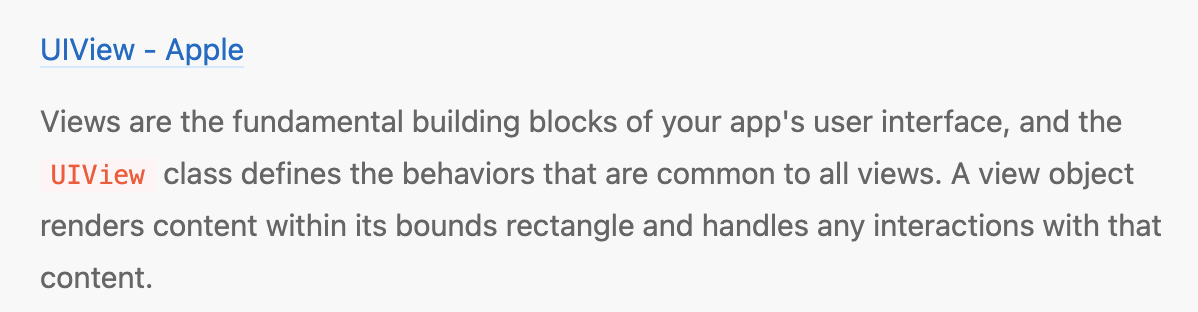 UIView - Apple
Views are the fundamental building blocks of your app's user interface, and the
UIView class defines the behaviors that are common to all views. A view object
renders content within its bounds rectangle and handles any interactions with that
content.